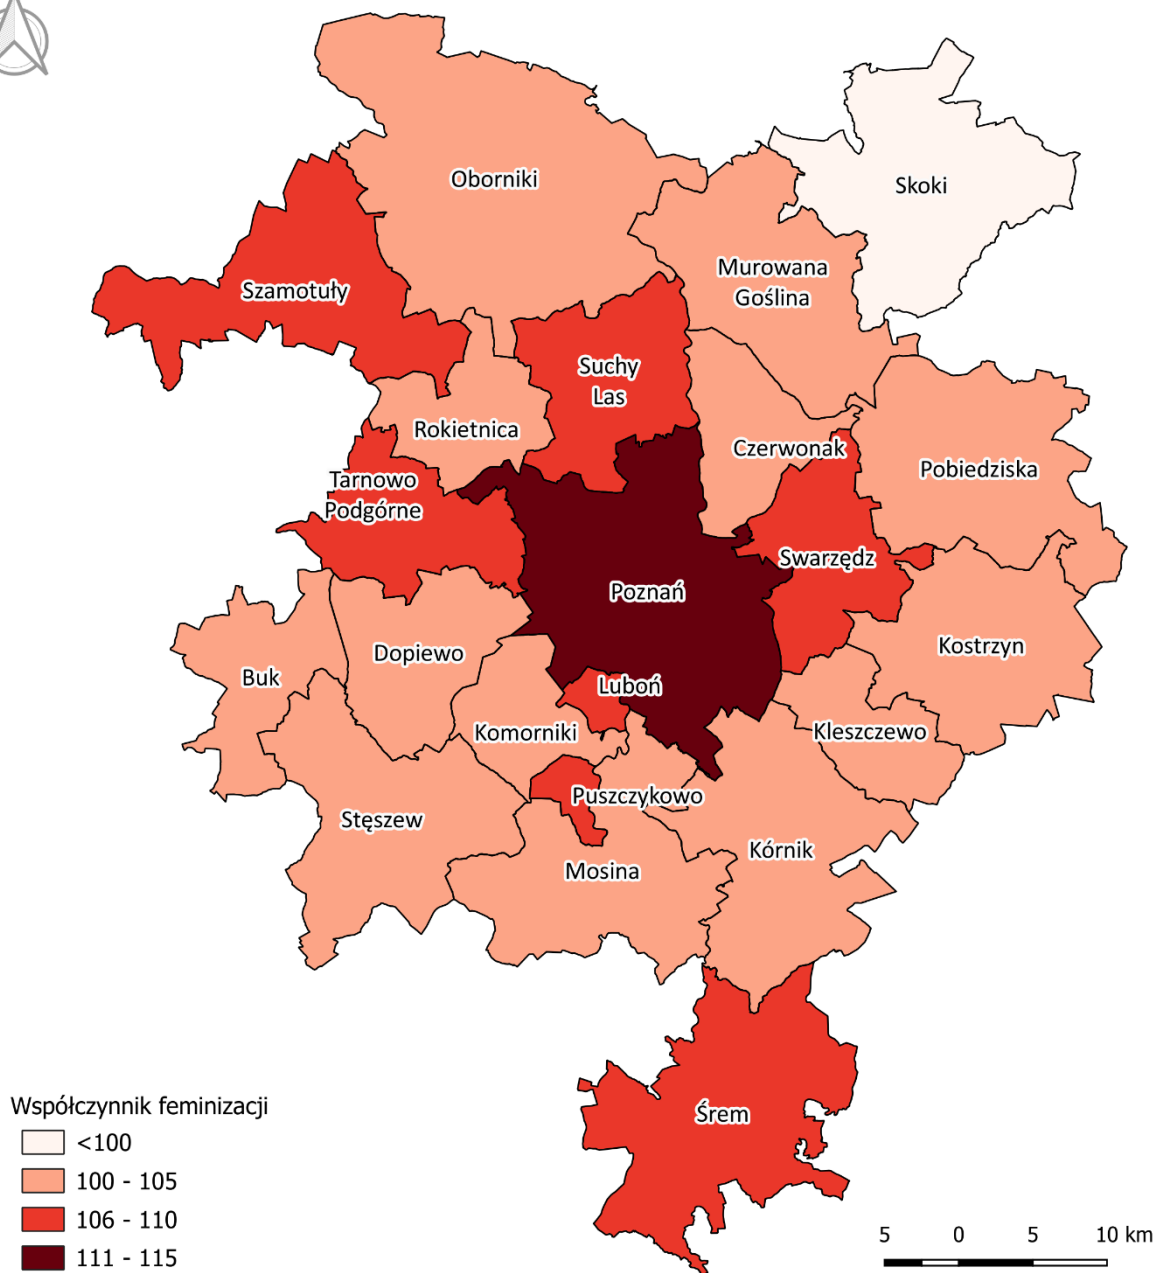 Oborniki
Skoki
Murowana
Goślina
Szamotuły
Suchy
Las
Rokietnica
Czerwonak
Pobiedziska
Tarnowo
Podgórne
Swarzędz
Poznań
Kostrzyn
Dopiewo
Buk
Luboń
Komorniki
Kleszczewo
Puszczykowo
Stęszew
Kórnik
Mosina
Śrem
Współczynnik feminizacji
<100
100 - 105
106 - 110
111 - 115
5 0 5 10 km